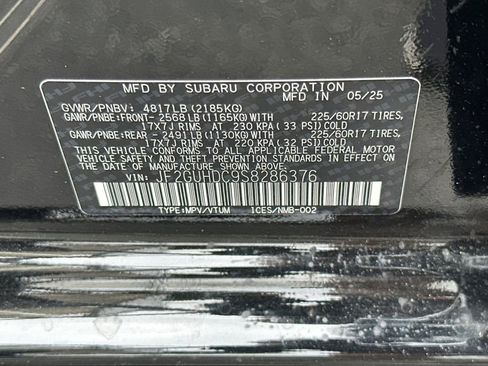 MFD BY SUBARU CORPORATION
MFD IN 05/25
GVWR/PNBV: 4817LB (2185KG)
GAWR/PNBE:FRONT- 2568LB (1165KG)WITH 225/60R17 TIRES,
17X7J RIMS AT 230 KPA (33 PSI)COLD
GAWR/PNBE:REAR - 2491LB (1130KG)WITH 225/60R17 TIRES,
17X7J RIMS AT 220 KPA (32 PSI)COLD
THIS VEHICLE CONFORMS TO ALL APPLICABLE FEDERAL MOTOR
VEHICLE SAFETY AND THEFT PREVENTION STANDARDS IN
EFFECT ON THE DATE OF MANUFACTURE SHOWN ABOVE.
VIN: JF2GUHDC9S8286376
TYPE:MPV/VTUM ICES/NMB-002